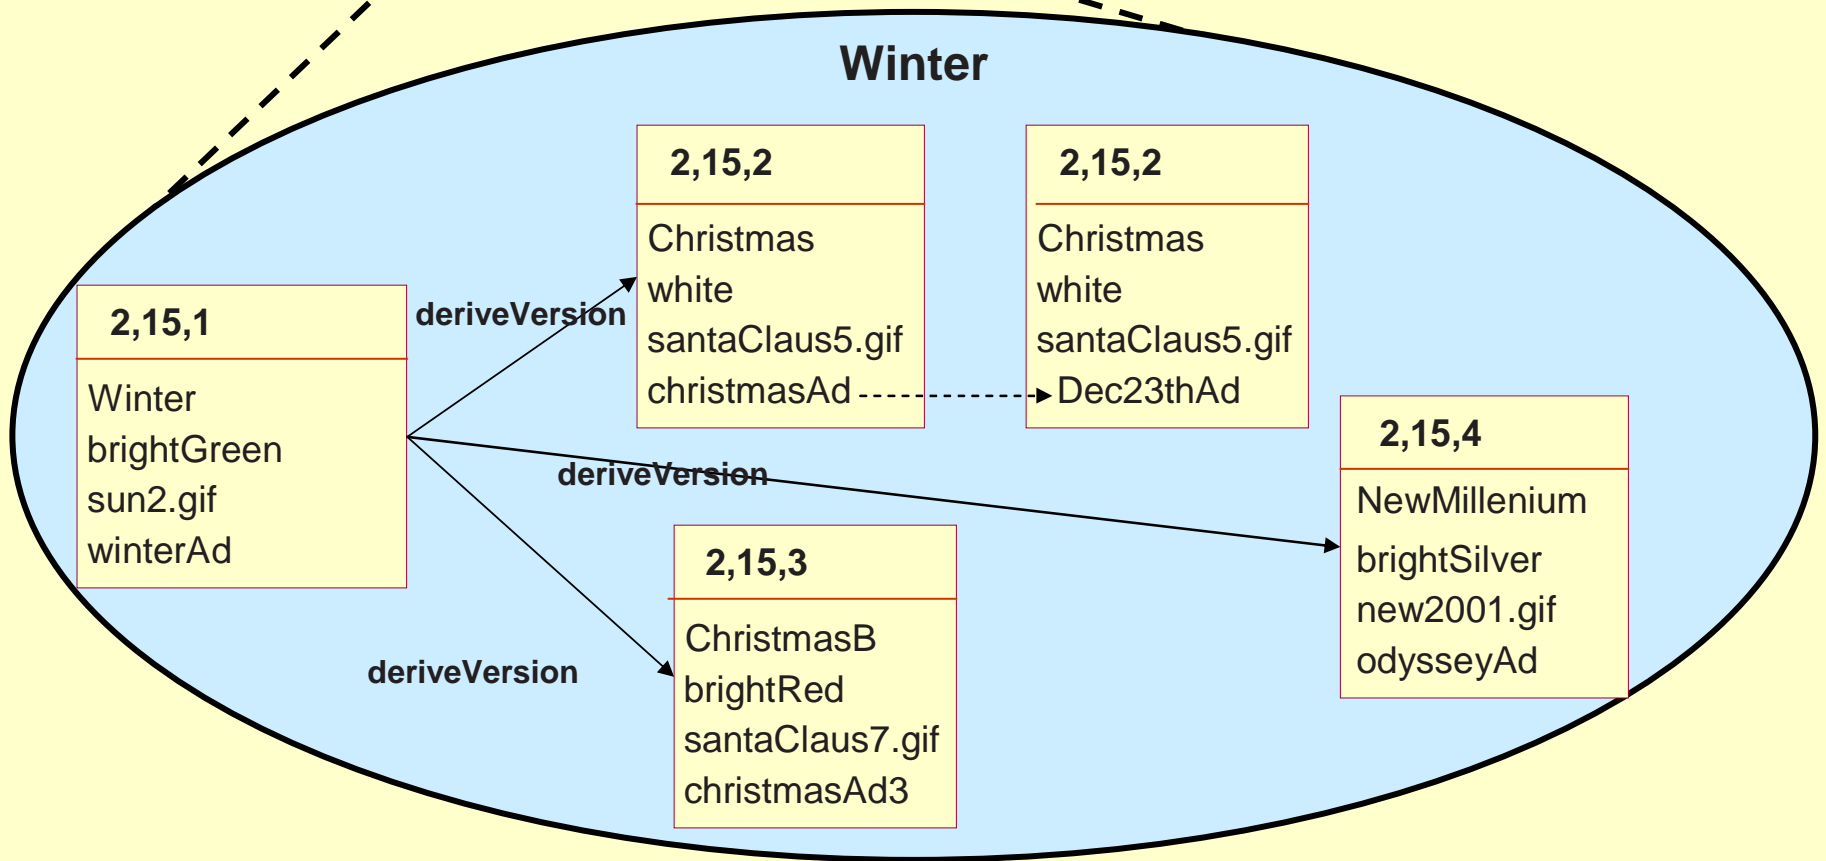 Winter
2,15,1
Winter
brightGreen
sun2.gif
winterAd
deriveVersion
2,15,2
Christmas
white
santaClaus5.gif
christmasAd
2,15,2
Christmas
white
santaClaus5.gif
Dec23thAd
deriveVersion
2,15,4
NewMillenium
brightSilver
new2001.gif
odysseyAd
deriveVersion
2,15,3
ChristmasB
brightRed
santaClaus7.gif
christmasAd3